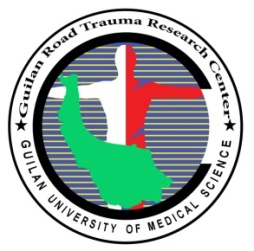 Guilan Road Trauma Research Center
GUILAN UNIVERSITY OF MEDICAL SCIENCE